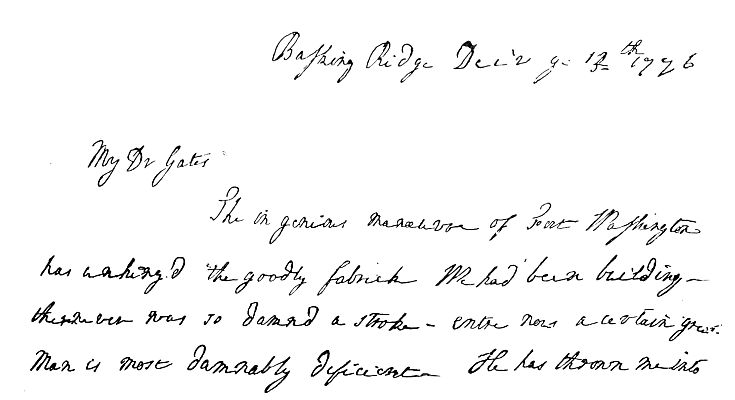 Basking Ridge Decr ye 13th 1776
My Dr Gates
The ingenious manœuvre of Fort Washington
has unhing'd the goodly fabrick We had been building –
there never was so damnd a stroke – entre nous a certain great
Man is most damnably deficient – He has thrown me into